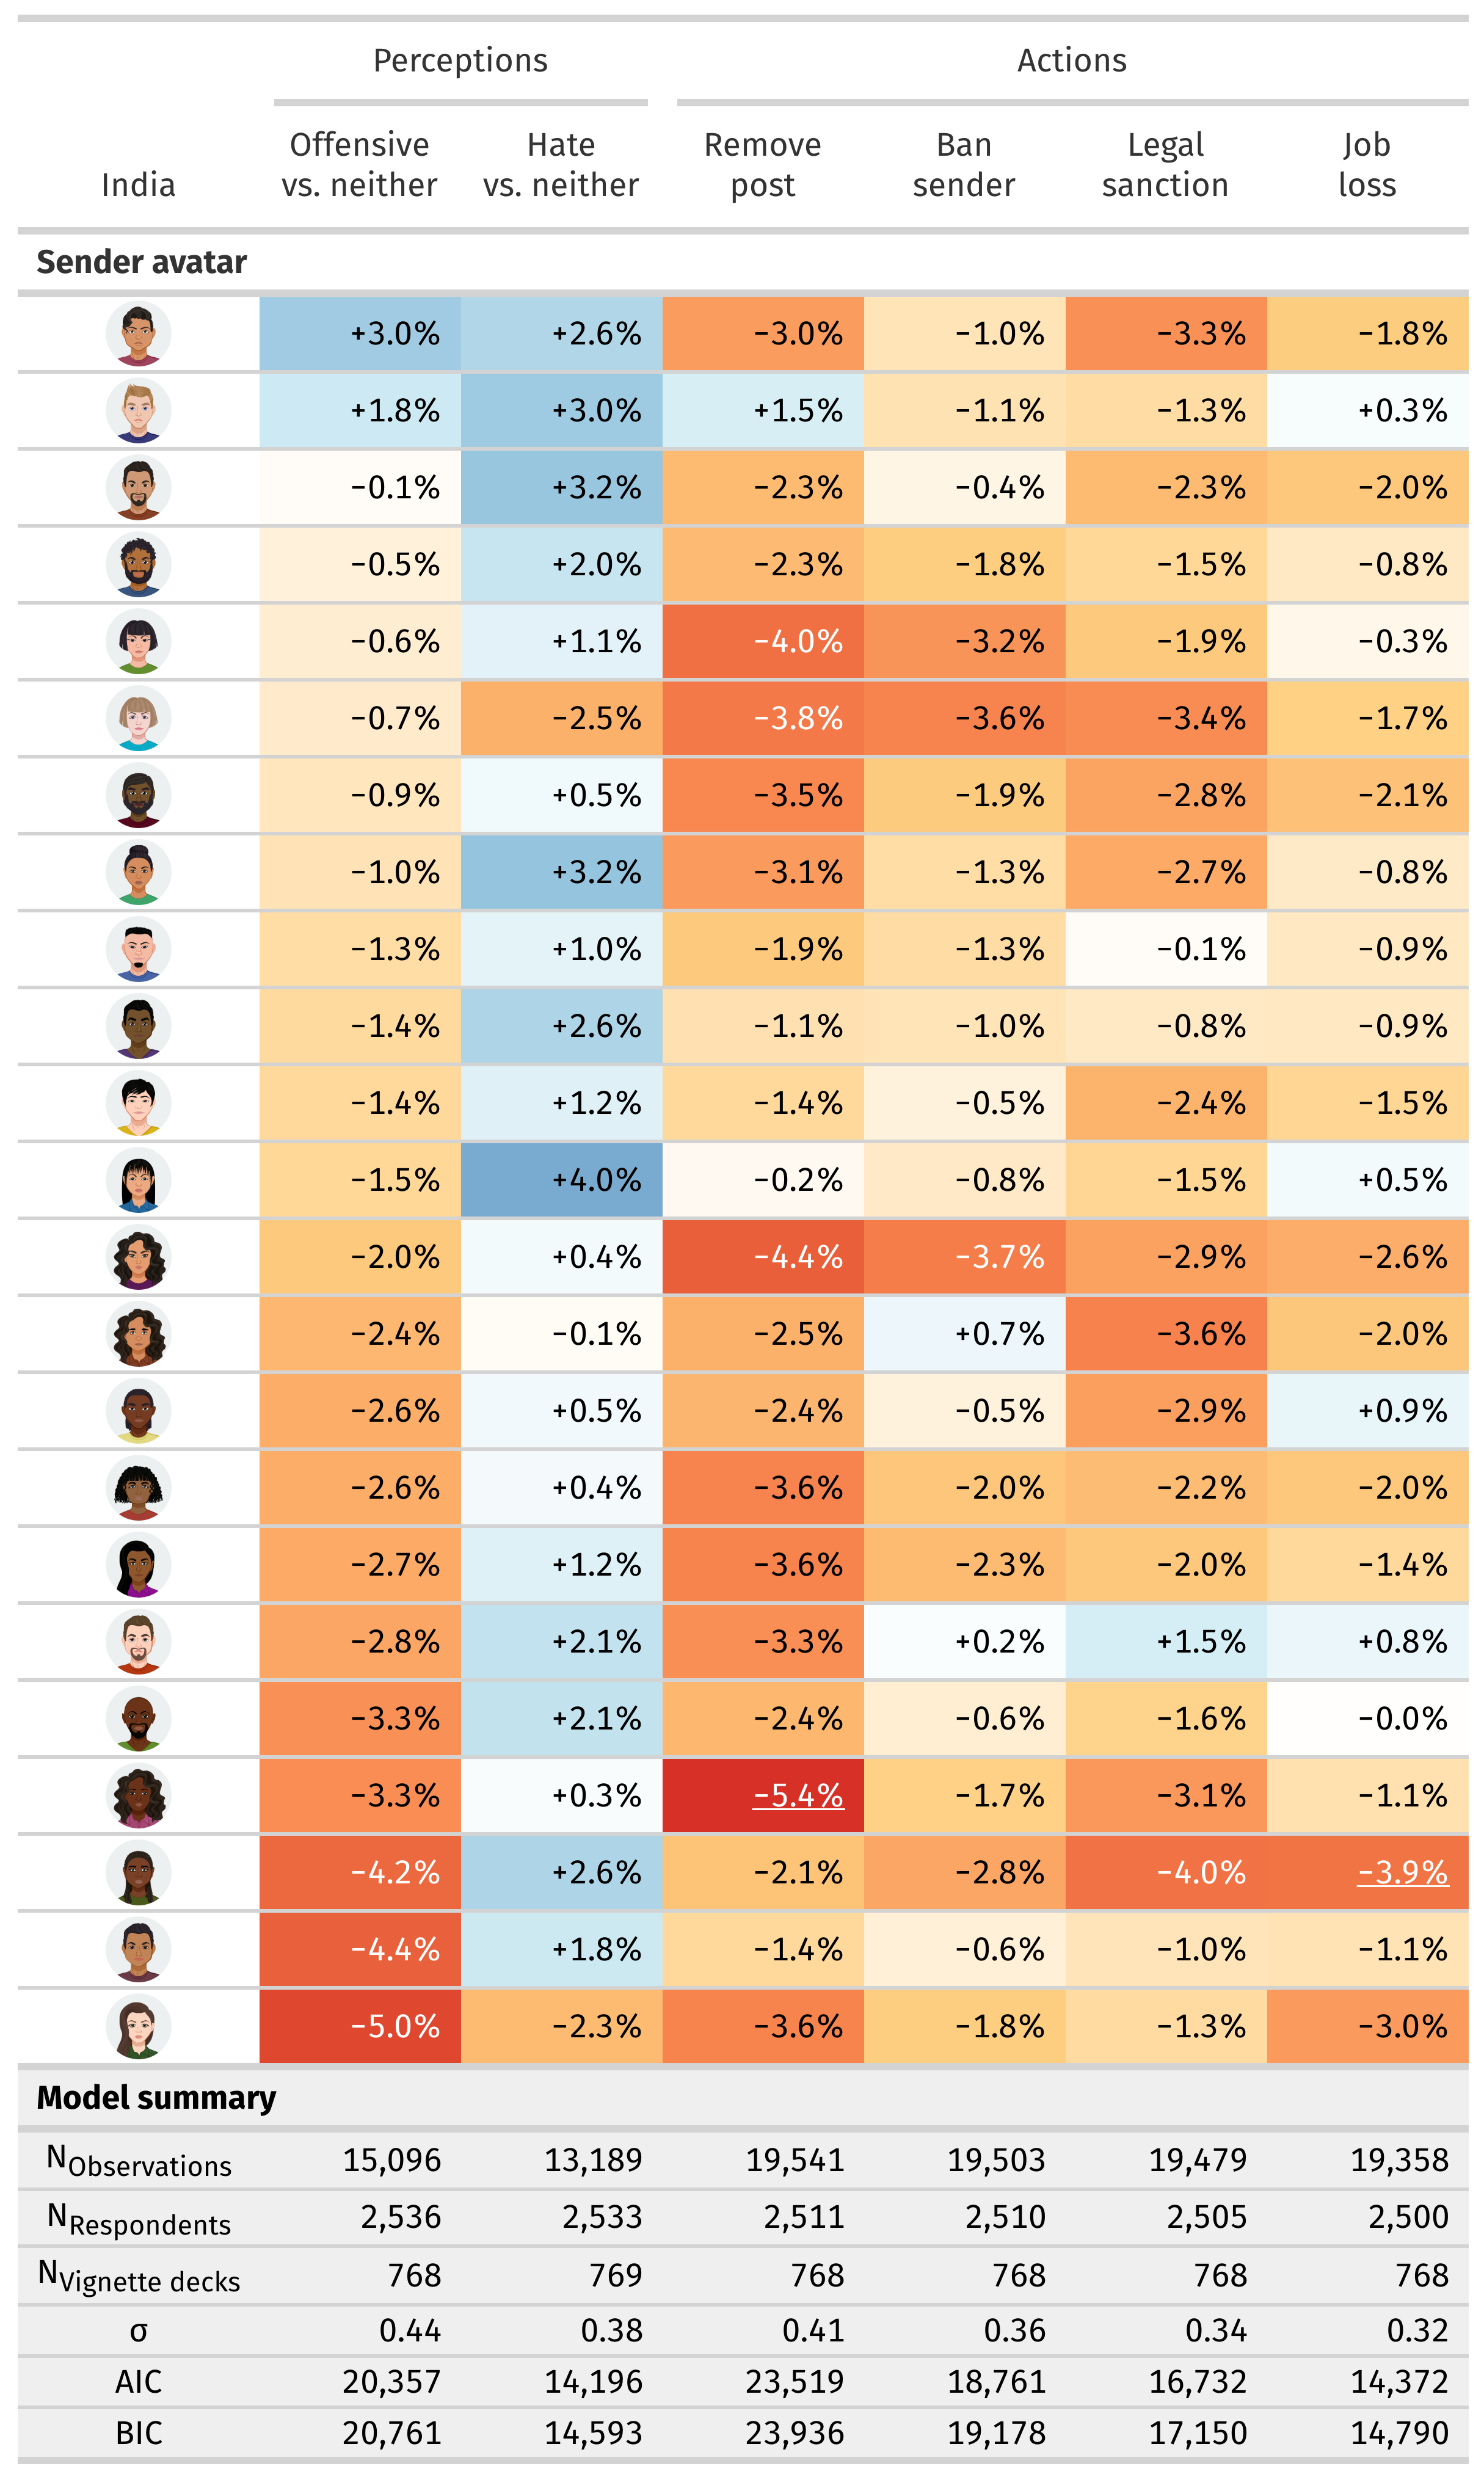 Perceptions Actions
Offensive Hate Remove Ban Legal Job
India vs. neither vs. neither post sender sanction loss
Sender avatar
+3.0% +2.6% −3.0% −1.0% −3.3% −1.8%
+1.8% +3.0% +1.5% −1.1% −1.3% +0.3%
−0.1% +3.2% −2.3% −0.4% −2.3% −2.0%
−0.5% +2.0% −2.3% −1.8% −1.5% −0.8%
−0.6% +1.1% −4.0% −3.2% −1.9% −0.3%
−0.7% −2.5% −3.8% −3.6% −3.4% −1.7%
−0.9% +0.5% −3.5% −1.9% −2.8% −2.1%
−1.0% +3.2% −3.1% −1.3% −2.7% −0.8%
−1.3% +1.0% −1.9% −1.3% −0.1% −0.9%
−1.4% +2.6% −1.1% −1.0% −0.8% −0.9%
−1.4% +1.2% −1.4% −0.5% −2.4% −1.5%
−1.5% +4.0% −0.2% −0.8% −1.5% +0.5%
−2.0% +0.4% −4.4% −3.7% −2.9% −2.6%
−2.4% −0.1% −2.5% +0.7% −3.6% −2.0%
−2.6% +0.5% −2.4% −0.5% −2.9% +0.9%
−2.6% +0.4% −3.6% −2.0% −2.2% −2.0%
−2.7% +1.2% −3.6% −2.3% −2.0% −1.4%
−2.8% +2.1% −3.3% +0.2% +1.5% +0.8%
−3.3% +2.1% −2.4% −0.6% −1.6% −0.0%
−3.3% +0.3% −5.4% −1.7% −3.1% −1.1%
−4.2% +2.6% −2.1% −2.8% −4.0% −3.9%
−4.4% +1.8% −1.4% −0.6% −1.0% −1.1%
−5.0% −2.3% −3.6% −1.8% −1.3% −3.0%
Model summary
NObservations 15,096 13,189 19,541 19,503 19,479 19,358
NRespondents 2,536 2,533 2,511 2,510 2,505 2,500
NVignette decks 768 769 768 768 768 768
σ 0.44 0.38 0.41 0.36 0.34 0.32
AIC 20,357 14,196 23,519 18,761 16,732 14,372
BIC 20,761 14,593 23,936 19,178 17,150 14,790